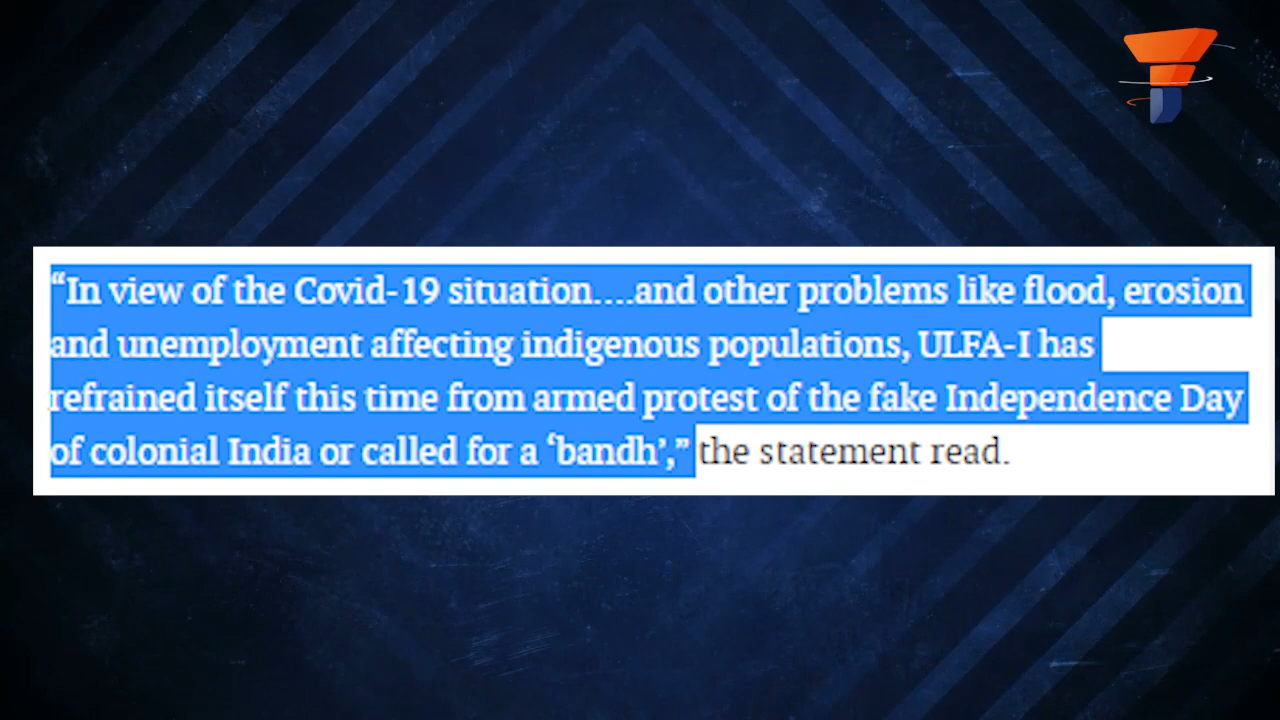 “In view of the Covid-19 situation....and other problems like flood, erosion
and unemployment affecting indigenous populations, ULFA-I has
refrained itself this time from armed protest of the fake Independence Day
of colonial India or called for a ‘bandh’,” the statement read.